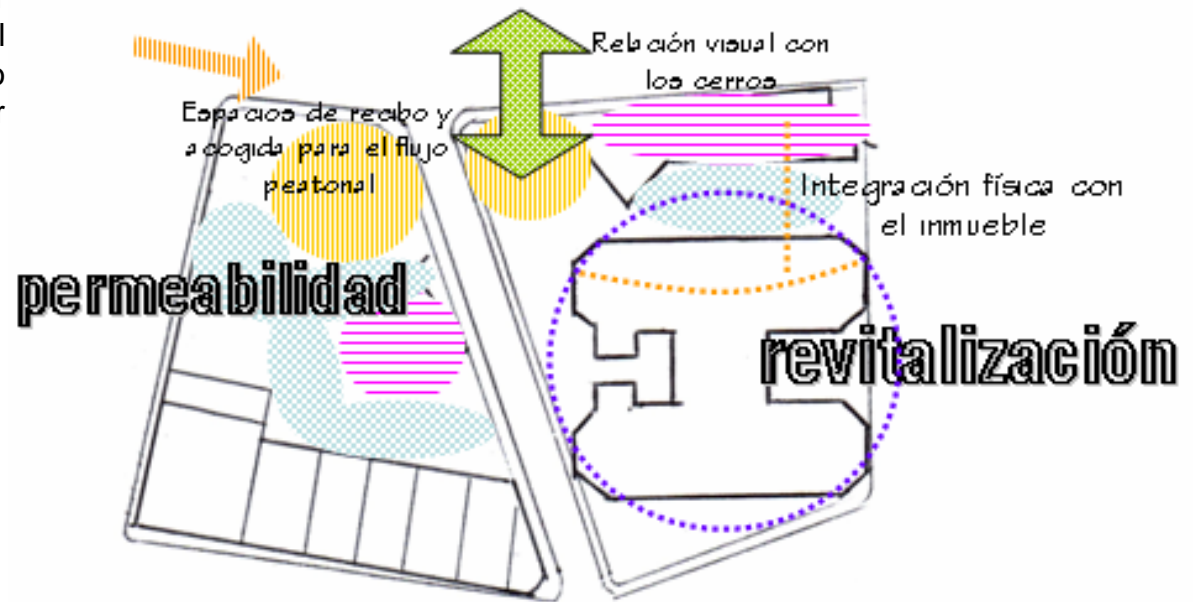 l
o
r
Relación visual con
los cerros
Espacios de recibo y
acogida para el flujo
peatonal
Integración física con
el inmueble
permeabilidad
revitalización